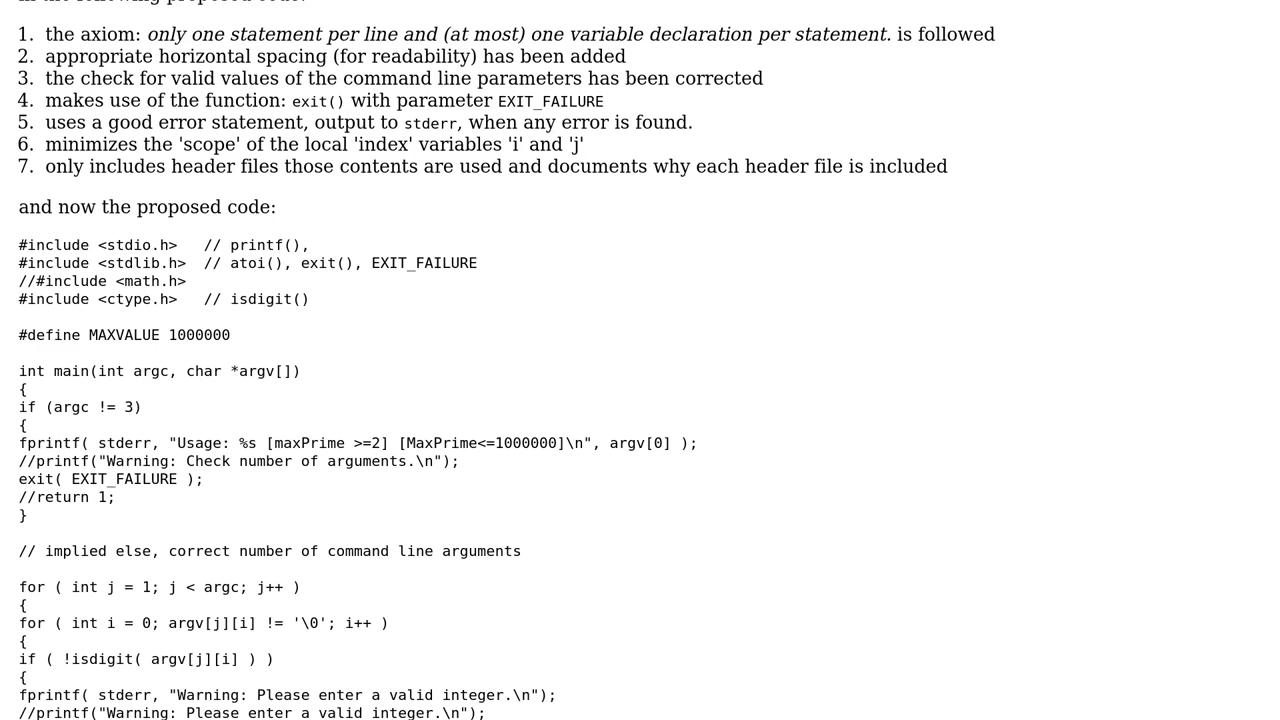 in the following proposed code:
1. the axiom: only one statement per line and (at most) one variable declaration per statement. is followed
2. appropriate horizontal spacing (for readability) has been added
3. the check for valid values of the command line parameters has been corrected
4. makes use of the function: exit() with parameter EXIT_FAILURE
5. uses a good error statement, output to stderr, when any error is found.
6. minimizes the 'scope' of the local 'index' variables 'i' and 'j'
7. only includes header files those contents are used and documents why each header file is included
and now the proposed code:
#include <stdio.h>   // printf(),
#include <stdlib.h>  // atoi(), exit(), EXIT_FAILURE
//#include <math.h>
#include <ctype.h>   // isdigit()
#define MAXVALUE 1000000
int main(int argc, char *argv[])
{
if (argc != 3)
{
fprintf( stderr, "Usage: %s [maxPrime >=2] [MaxPrime<=1000000]\n", argv[0] );
//printf("Warning: Check number of arguments.\n");
exit( EXIT_FAILURE );
//return 1;
}
// implied else, correct number of command line arguments
for ( int j = 1; j < argc; j++ )
{
for ( int i = 0; argv[j][i] != '\0'; i++ )
{
if ( !isdigit( argv[j][i] ) )
{
fprintf( stderr, "Warning: Please enter a valid integer.\n");
//printf("Warning: Please enter a valid integer.\n");